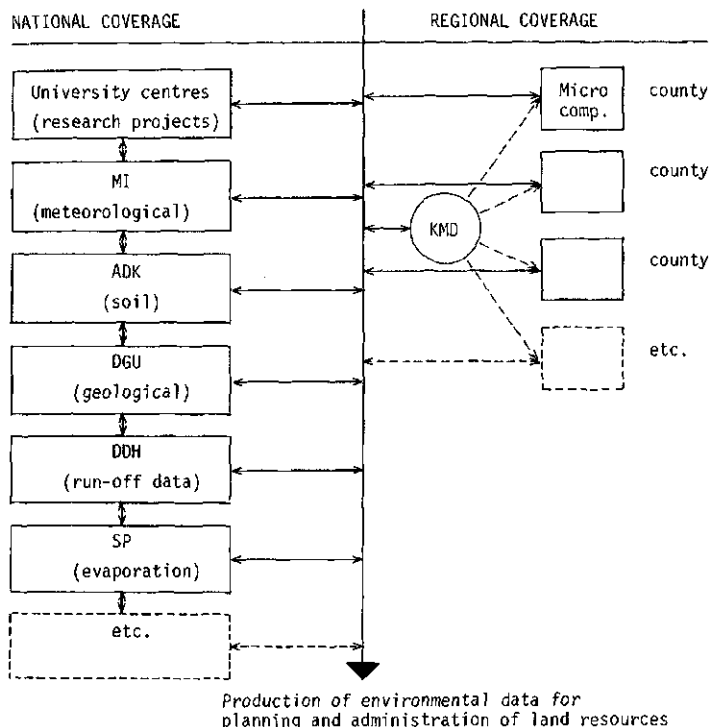 NATIONAL COVERAGE
REGIONAL COVERAGE
University centres
(research projects)
MI
(meteorological)
ADK
(soil)
DGU
(geological)
DDH
(run-off data)
SP
(evaporation)
etc.
Micro
comp.
county
county
KMD
county
etc.
Production of environmental data for
planning and administration of land resources